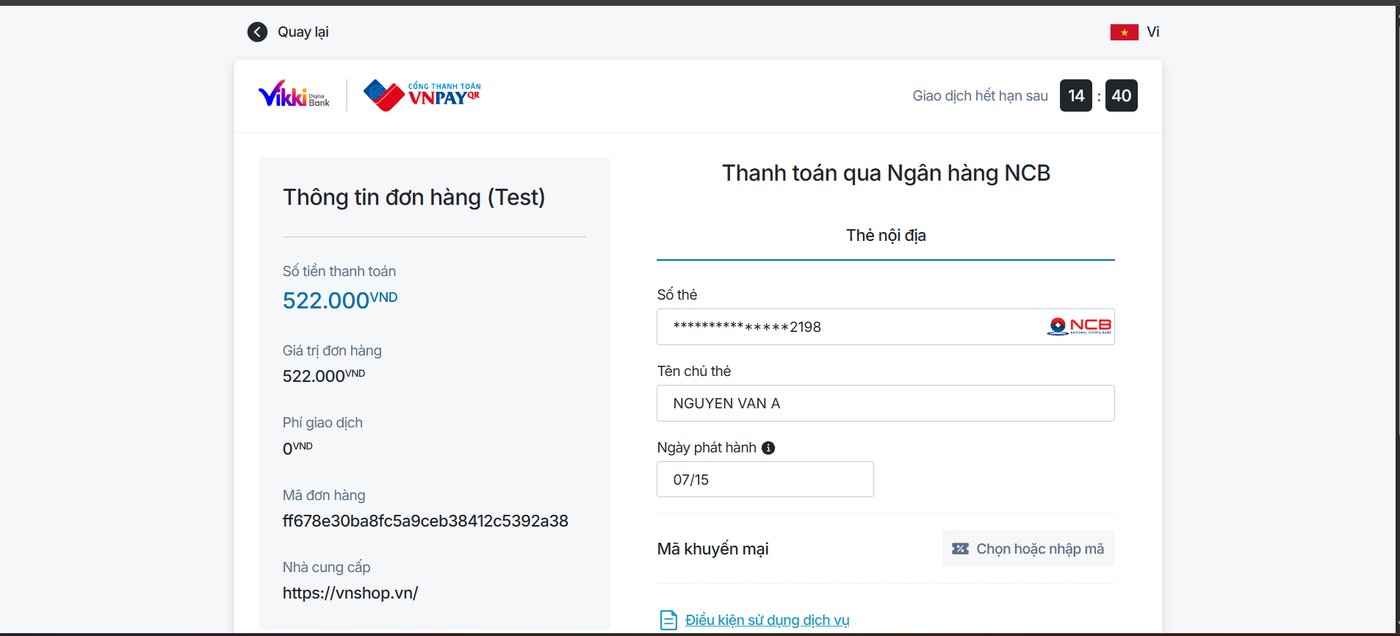 Quay lại
Vi
Vikki Digital Bank
CỔNG THANH TOÁN
VNPAYQR
Giao dịch hết hạn sau 14 : 40
Thông tin đơn hàng (Test)
Số tiền thanh toán
522.000VND
Giá trị đơn hàng
522.000VND
Phí giao dịch
0VND
Mã đơn hàng
ff678e30ba8fc5a9ceb38412c5392a38
Nhà cung cấp
https://vnshop.vn/
Thanh toán qua Ngân hàng NCB
Thẻ nội địa
Số thẻ
***************2198
NCB
Tên chủ thẻ
NGUYEN VAN A
Ngày phát hành
07/15
Mã khuyến mại
Chọn hoặc nhập mã
Điều kiện sử dụng dịch vụ